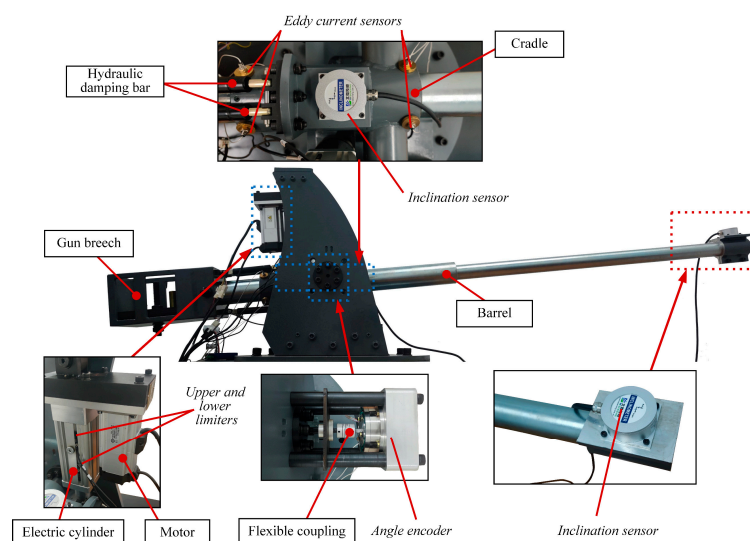 Eddy current sensors
Cradle
Hydraulic
damping bar
Inclination sensor
Gun breech
Barrel
Upper and
lower
limiters
Electric cylinder
Motor
Flexible coupling
Angle encoder
Inclination sensor